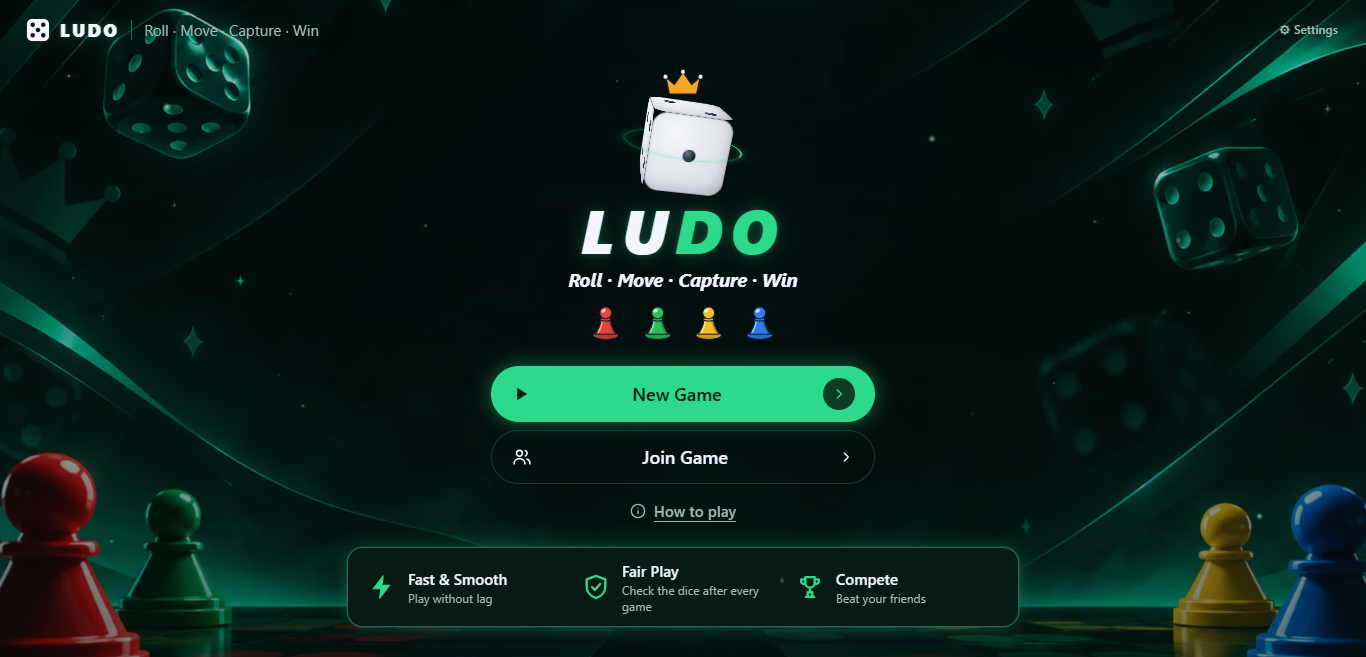 LUDO Roll · Move · Capture · Win
Settings
LUDO
Roll · Move · Capture · Win
New Game
Join Game
How to play
Fast & Smooth
Play without lag
Fair Play
Check the dice after every
game
Compete
Beat your friends